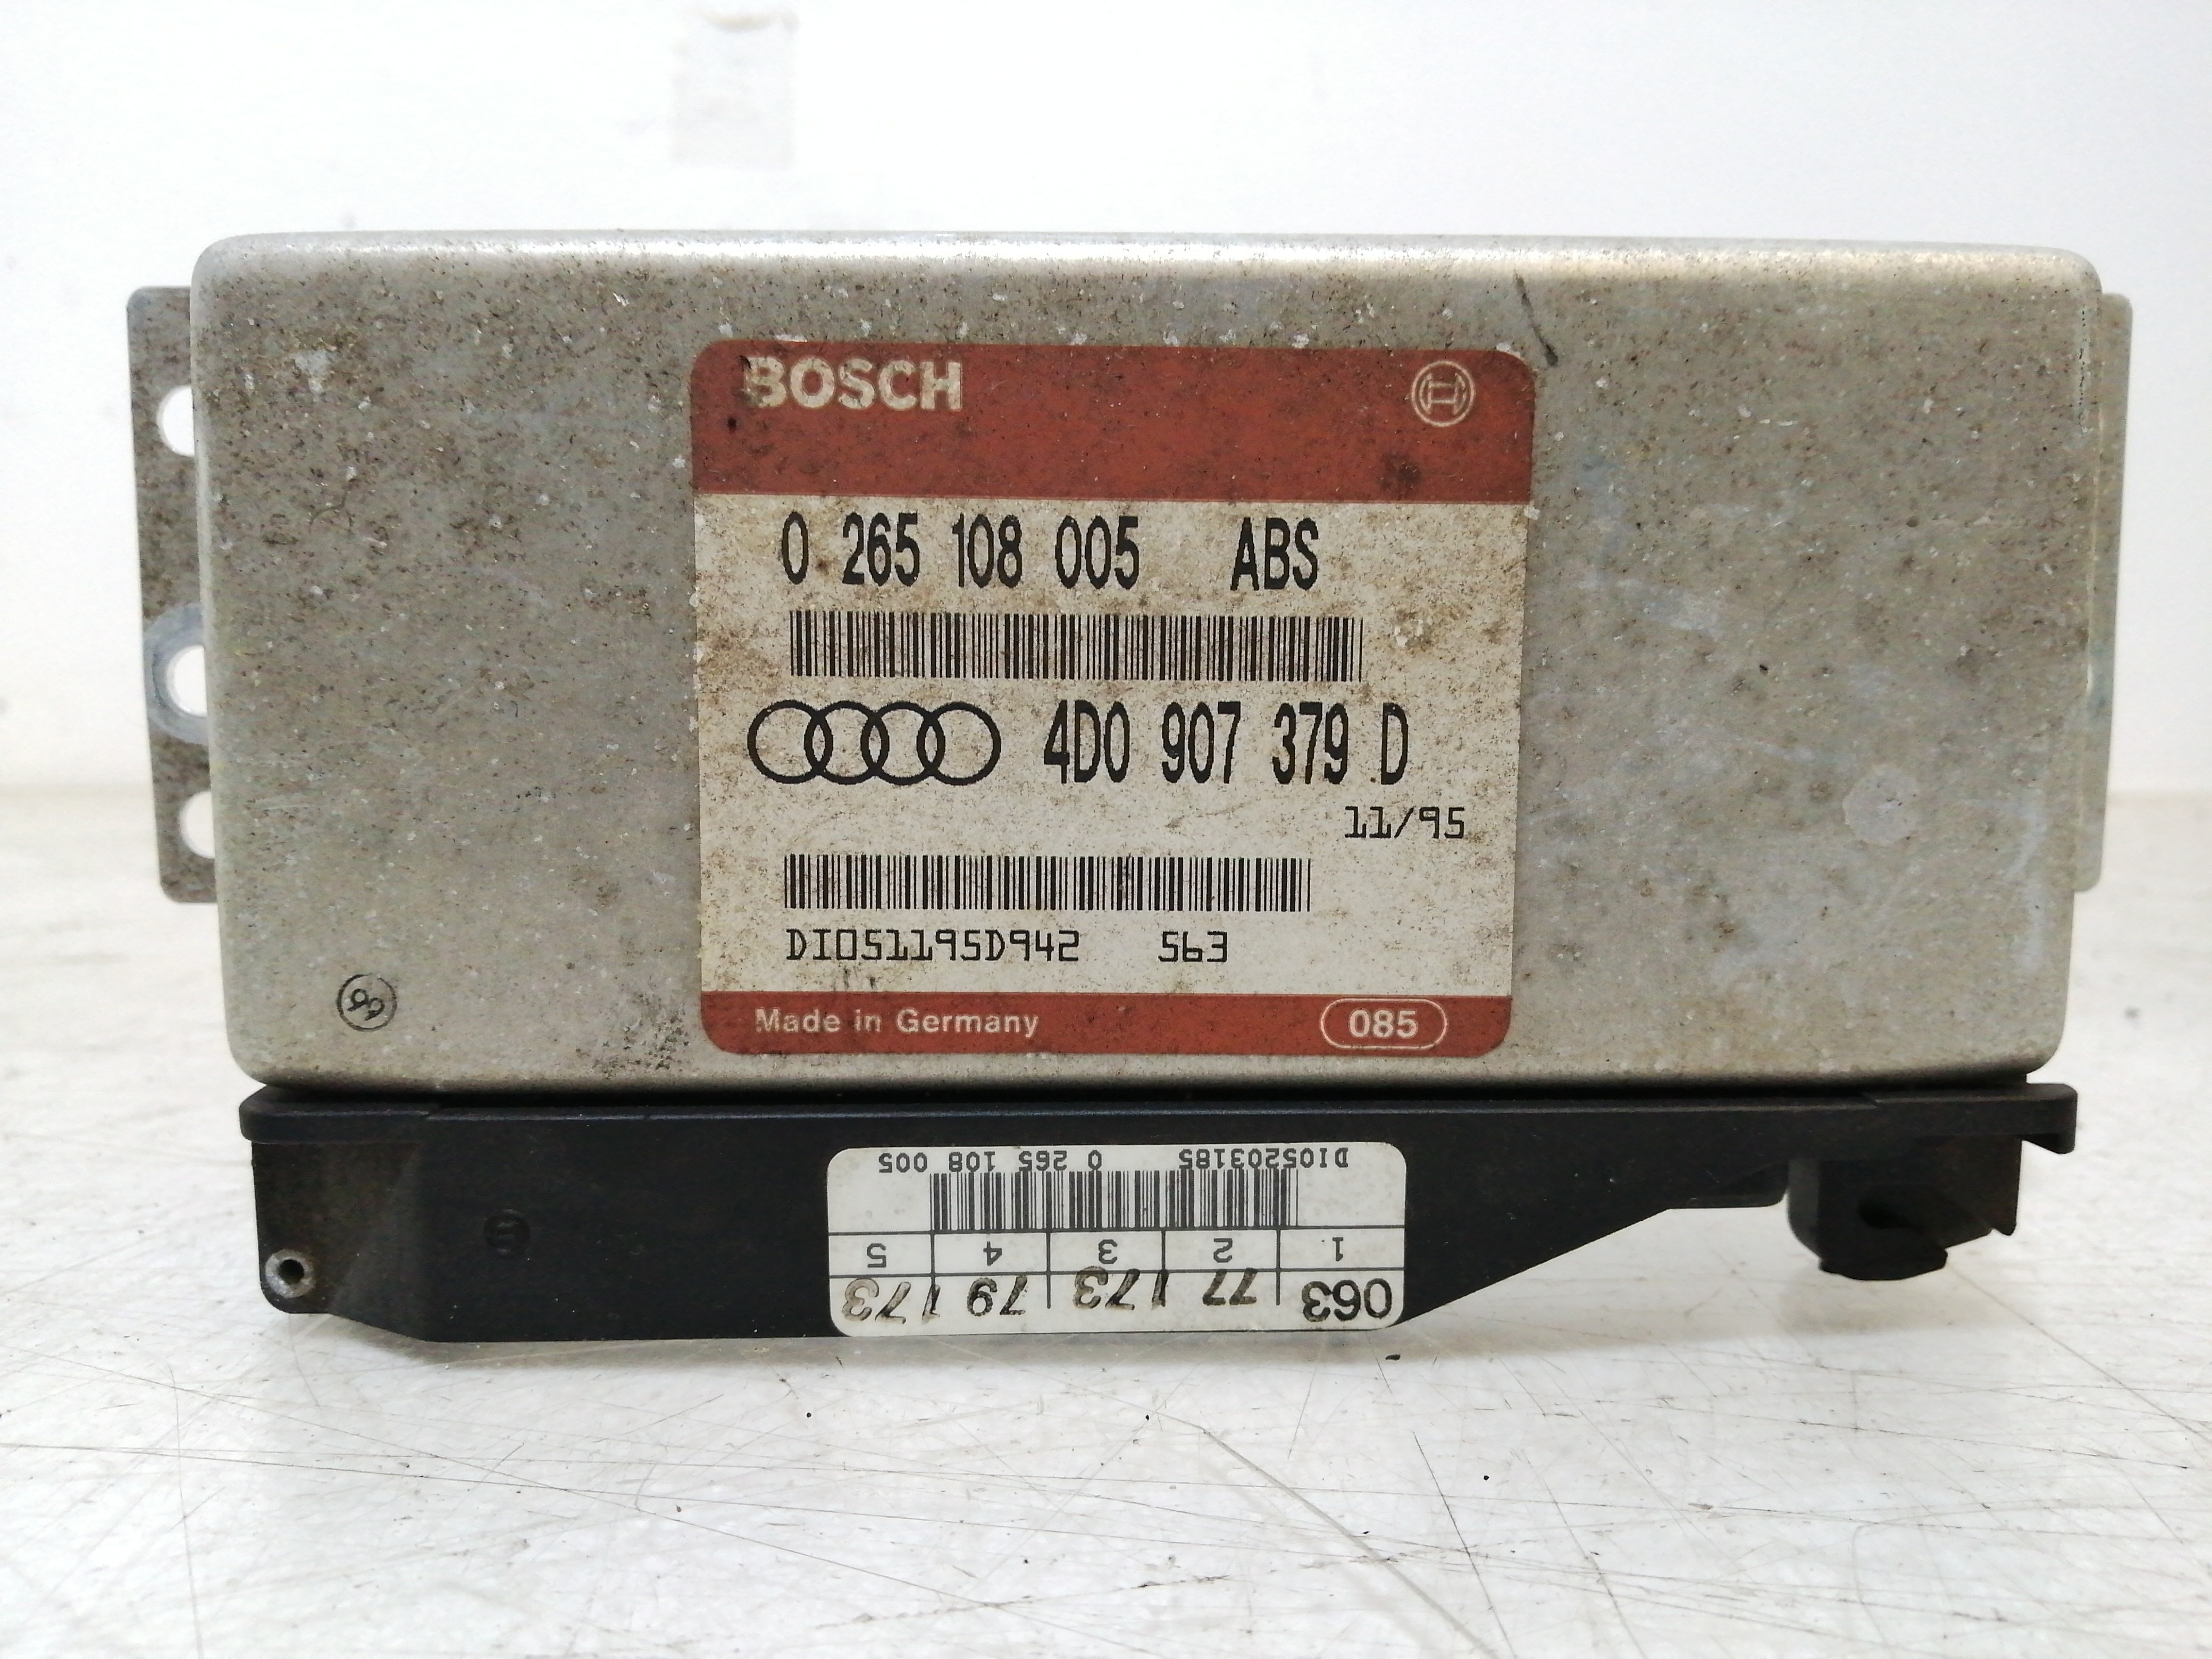 BOSCH
0 265 108 005 ABS
4D0 907 379 D
11/95
DI051195D942 563
Made in Germany 085
063 77 173 79 173
1 2 3 4 5
DI05203185 0 265 108 005